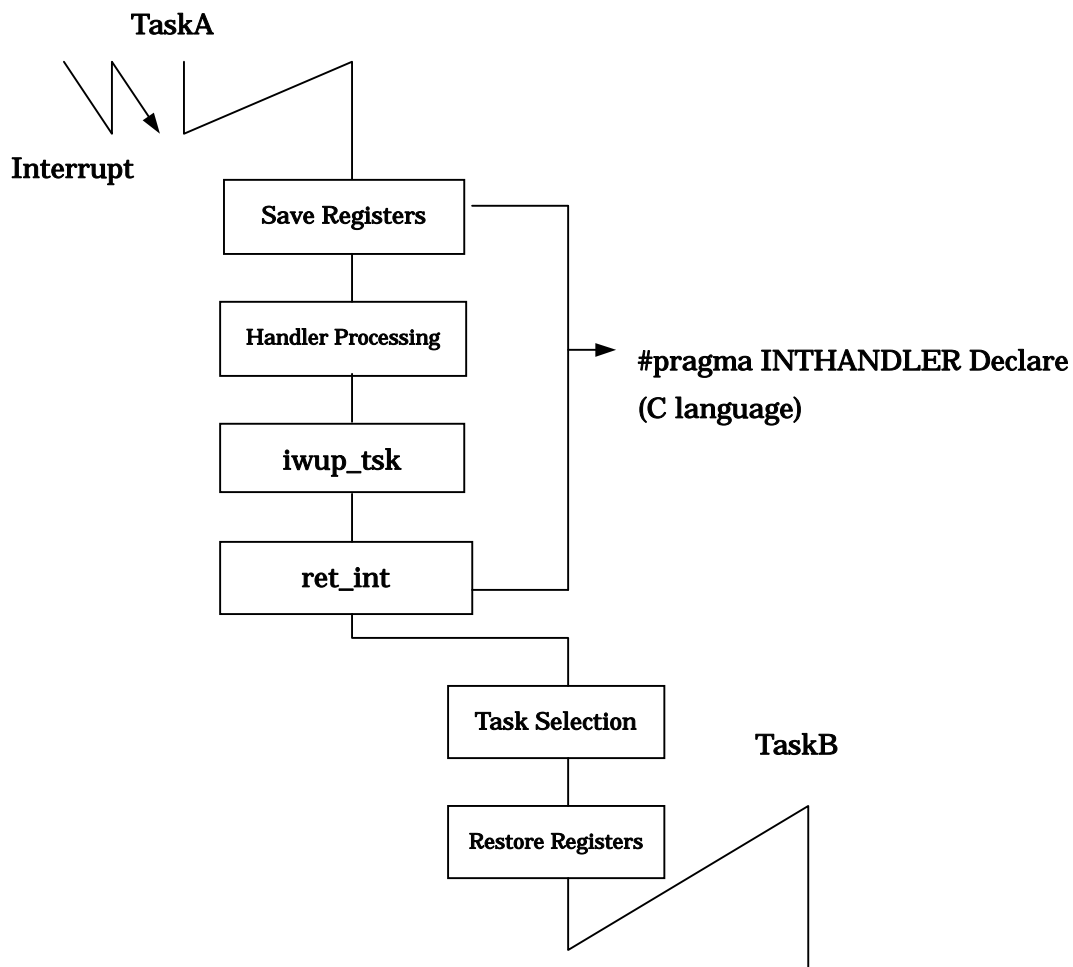 TaskA
Interrupt
Save Registers
Handler Processing
#pragma INTHANDLER Declare
(C language)
iwup_tsk
ret_int
Task Selection
TaskB
Restore Registers